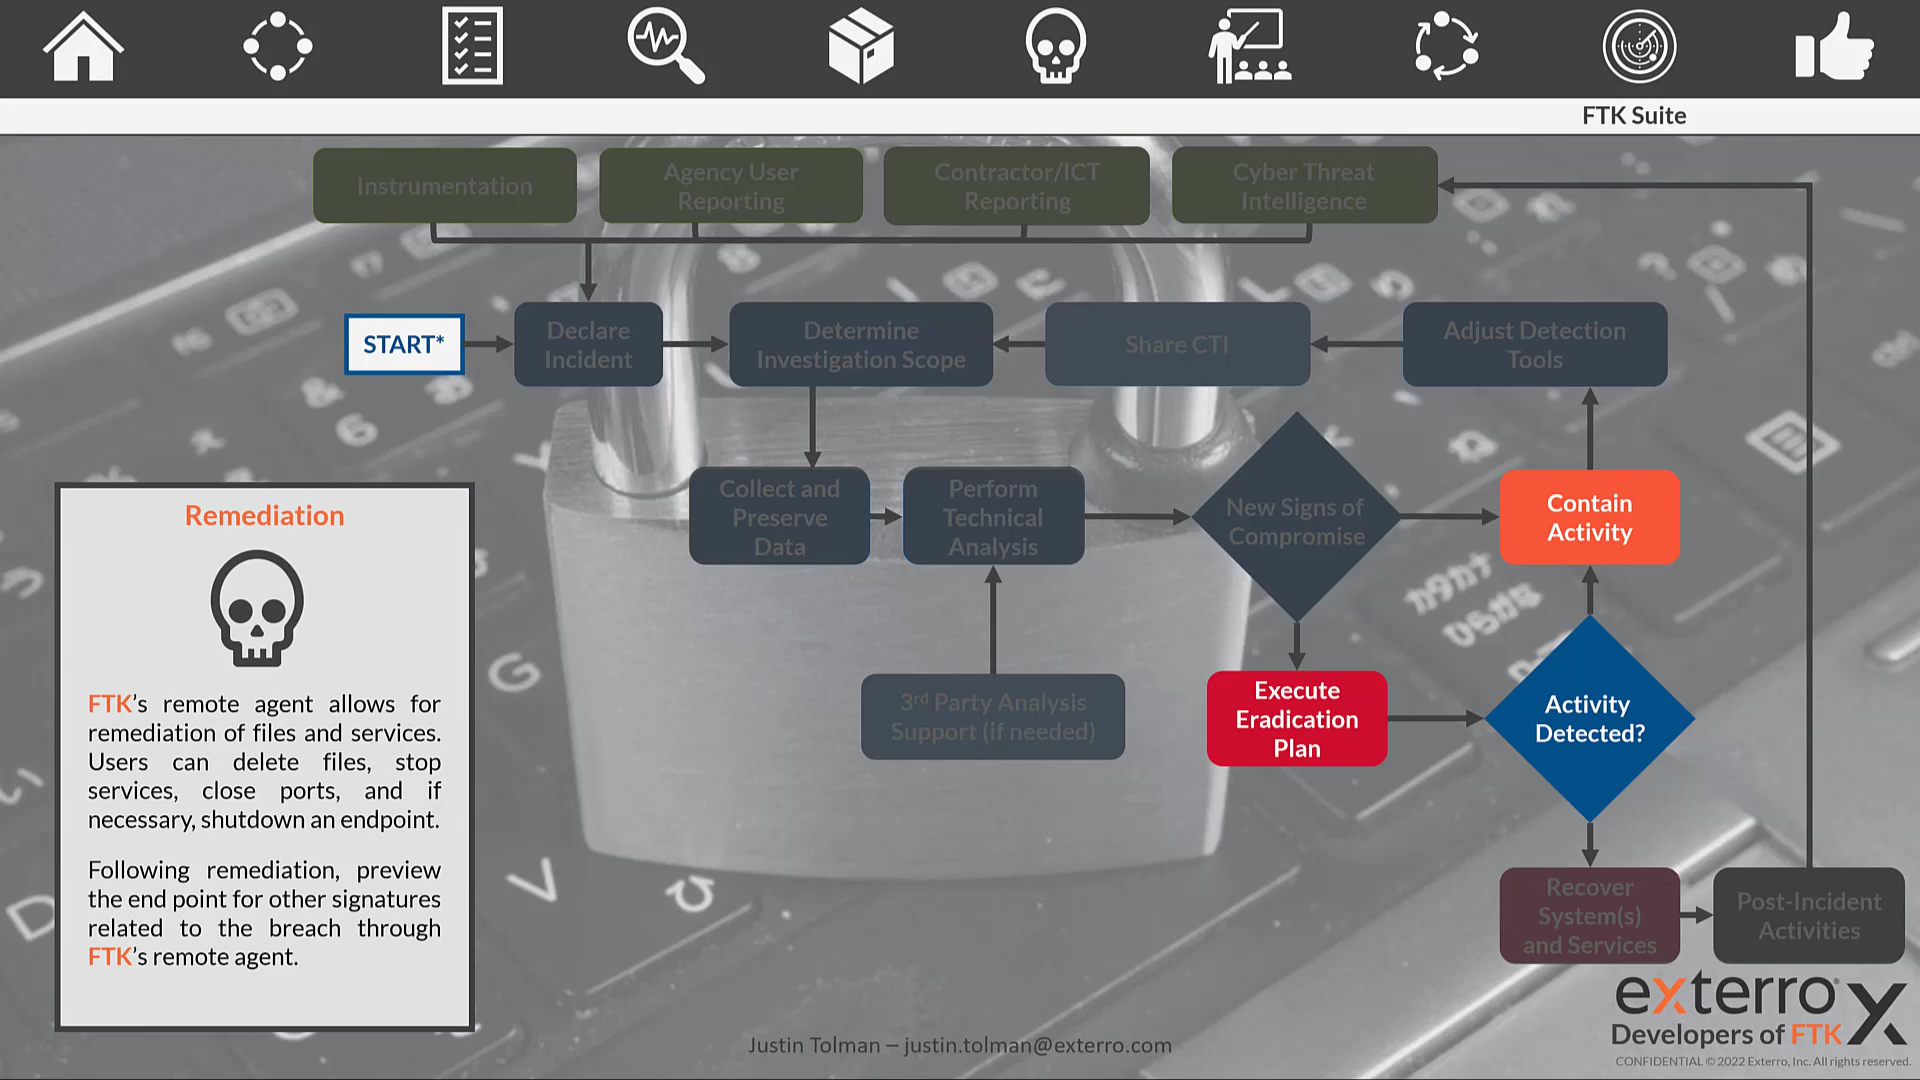 FTK Suite
Instrumentation
Agency User
Reporting
Contractor/ICT
Reporting
Cyber Threat
Intelligence
START*
Declare
Incident
Determine
Investigation Scope
Share CTI
Adjust Detection
Tools
Collect and
Preserve
Data
Perform
Technical
Analysis
New Signs of
Compromise
Contain
Activity
3rd Party Analysis
Support (if needed)
Execute
Eradication
Plan
Activity
Detected?
Recover
System(s)
and Services
Post-Incident
Activities
Remediation
FTK's remote agent allows for
remediation of files and services.
Users can delete files, stop
services, close ports, and if
necessary, shutdown an endpoint.
Following remediation, preview
the end point for other signatures
related to the breach through
FTK's remote agent.
exterro
Developers of FTK
Justin Tolman – justin.tolman@exterro.com
CONFIDENTIAL © 2022 Exterro, Inc. All rights reserved.